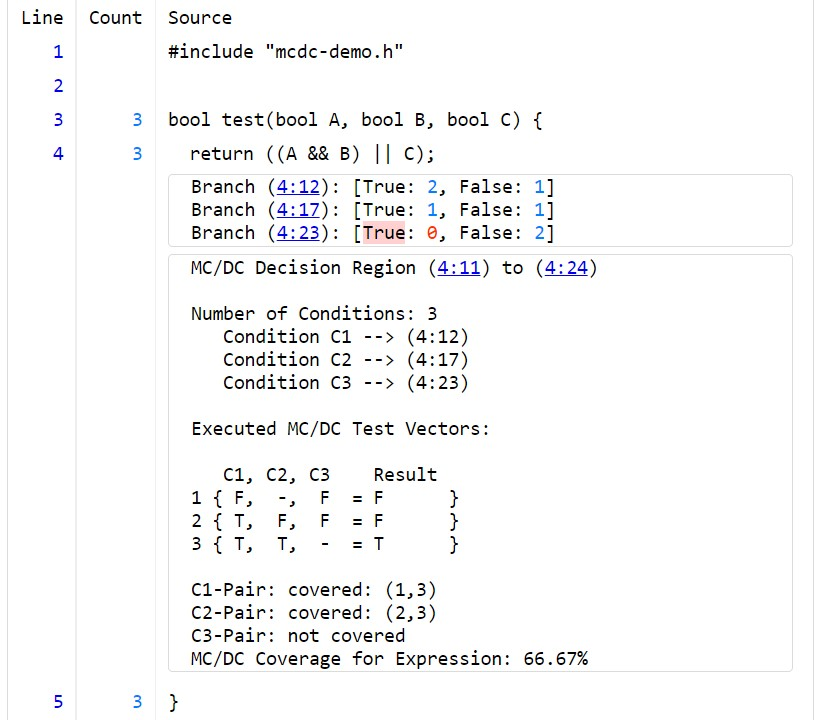 Line Count Source
1 #include "mcdc-demo.h"
2
3 3 bool test(bool A, bool B, bool C) {
4 3 return ((A && B) || C);
Branch (4:12): [True: 2, False: 1]
Branch (4:17): [True: 1, False: 1]
Branch (4:23): [True: 0, False: 2]
MC/DC Decision Region (4:11) to (4:24)
Number of Conditions: 3
Condition C1 --> (4:12)
Condition C2 --> (4:17)
Condition C3 --> (4:23)
Executed MC/DC Test Vectors:
C1, C2, C3 Result
1 { F, -, F = F }
2 { T, F, F = F }
3 { T, T, - = T }
C1-Pair: covered: (1,3)
C2-Pair: covered: (2,3)
C3-Pair: not covered
MC/DC Coverage for Expression: 66.67%
5 3 }